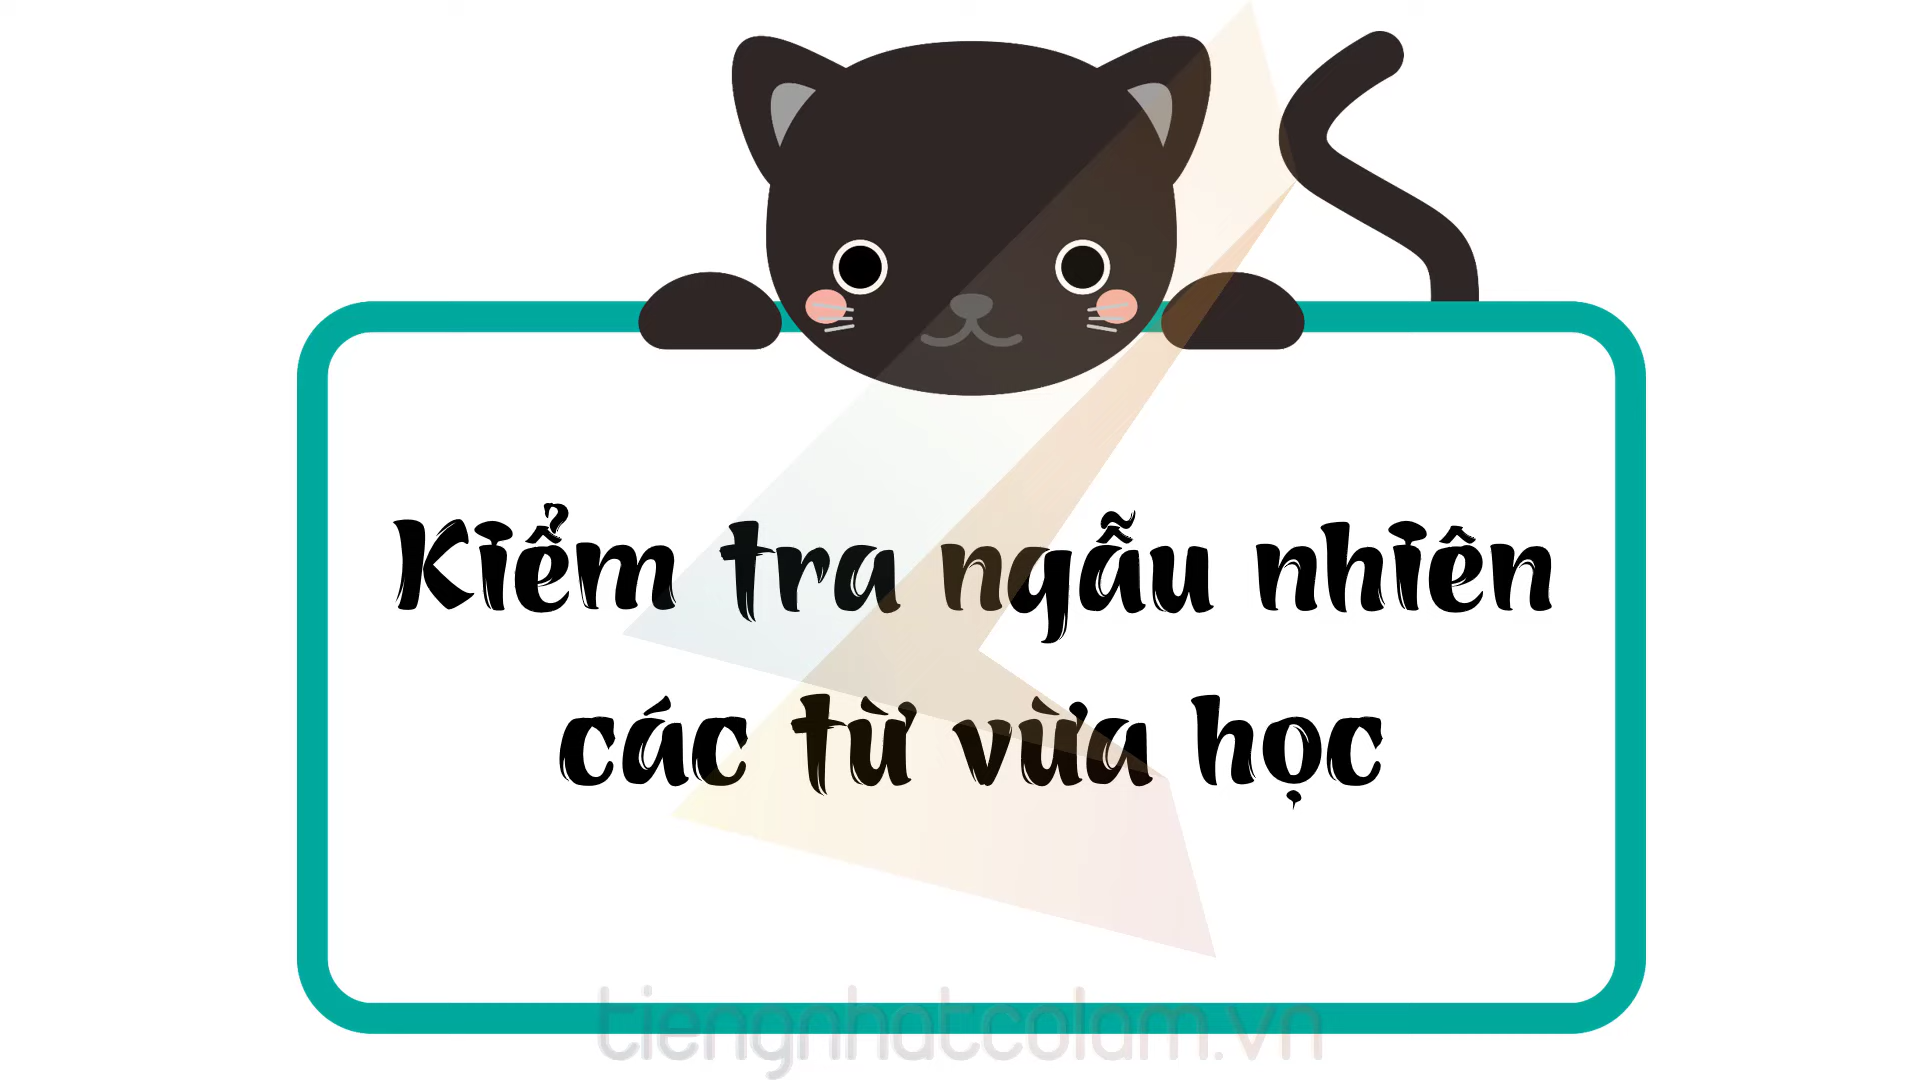 Kiểm tra ngẫu nhiên
các từ vừa học
tiengnhatcolam.vn